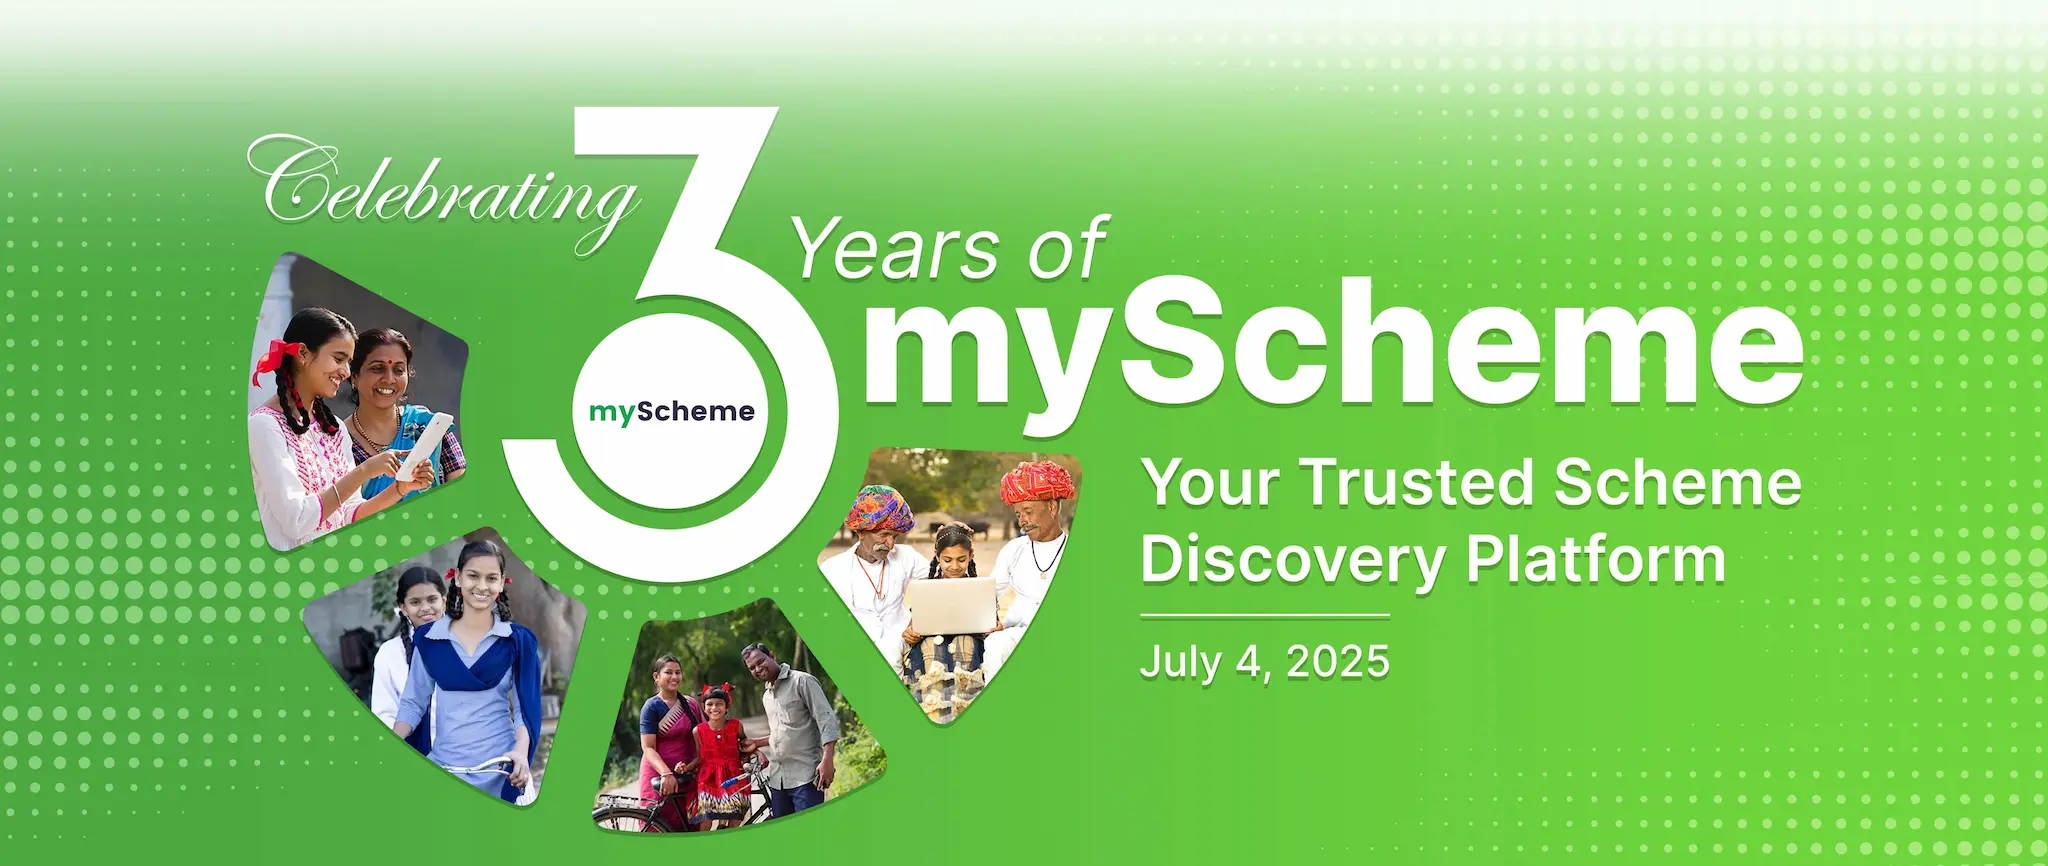 Celebrating
3
Years of
myScheme
myScheme
Your Trusted Scheme
Discovery Platform
July 4, 2025